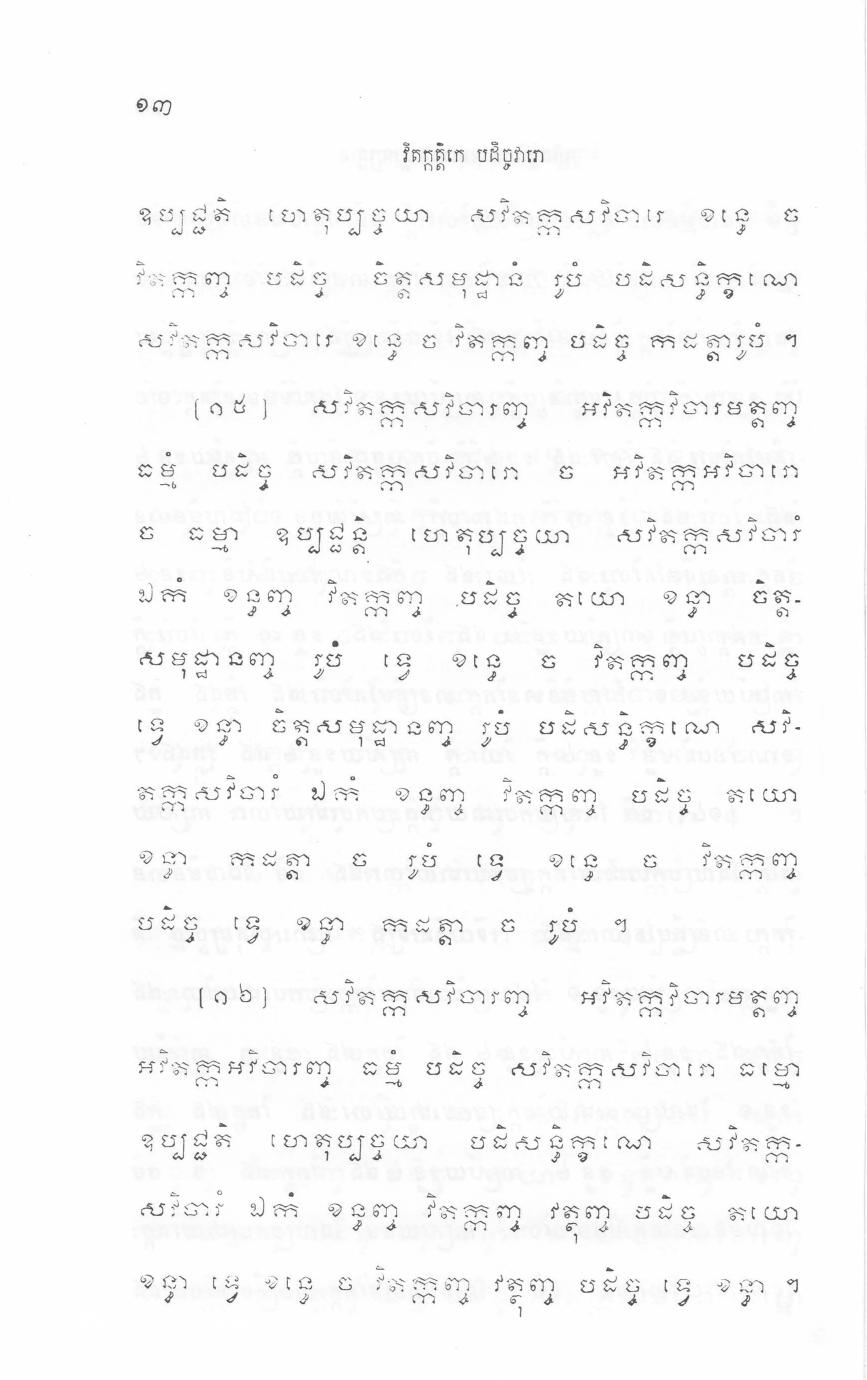 ១៣
វិតក្កត្តិកេ បដិច្ចវារោ
ឧប្បជ្ជតិ ហេតុប្បច្ចយា សវិតក្កសវិចារេ ខន្ធេ ច
វិតក្កញ្ច បដិច្ច ចិត្តសមុដ្ឋានំ រូបំ បដិសន្ធិក្ខណេ
សវិតក្កសវិចារេ ខន្ធេ ច វិតក្កញ្ច បដិច្ច កដត្តារូបំ ។
[១៥] សវិតក្កសវិចារញ្ច អវិតក្កវិចារមត្តញ្ច
ធម្មំ បដិច្ច សវិតក្កសវិចារោ ច អវិតក្កអវិចារោ
ច ធម្មា ឧប្បជ្ជន្តិ ហេតុប្បច្ចយា សវិតក្កសវិចារំ
ឯកំ ខន្ធញ្ច វិតក្កញ្ច បដិច្ច តយោ ខន្ធា ចិត្ត-
សមុដ្ឋានញ្ច រូបំ ទ្វេ ខន្ធេ ច វិតក្កញ្ច បដិច្ច
ទ្វេ ខន្ធា ចិត្តសមុដ្ឋានញ្ច រូបំ បដិសន្ធិក្ខណេ សវិ-
តក្កសវិចារំ ឯកំ ខន្ធញ្ច វិតក្កញ្ច បដិច្ច តយោ
ខន្ធា កដត្តា ច រូបំ ទ្វេ ខន្ធេ ច វិតក្កញ្ច
បដិច្ច ទ្វេ ខន្ធា កដត្តា ច រូបំ ។
[១៦] សវិតក្កសវិចារញ្ច អវិតក្កវិចារមត្តញ្ច
អវិតក្កអវិចារញ្ច ធម្មំ បដិច្ច សវិតក្កសវិចារោ ធម្មោ
ឧប្បជ្ជតិ ហេតុប្បច្ចយា បដិសន្ធិក្ខណេ សវិតក្ក-
សវិចារំ ឯកំ ខន្ធញ្ច វិតក្កញ្ច វត្ថុញ្ច បដិច្ច តយោ
ខន្ធា ទ្វេ ខន្ធេ ច វិតក្កញ្ច វត្ថុញ្ច បដិច្ច ទ្វេ ខន្ធា ។